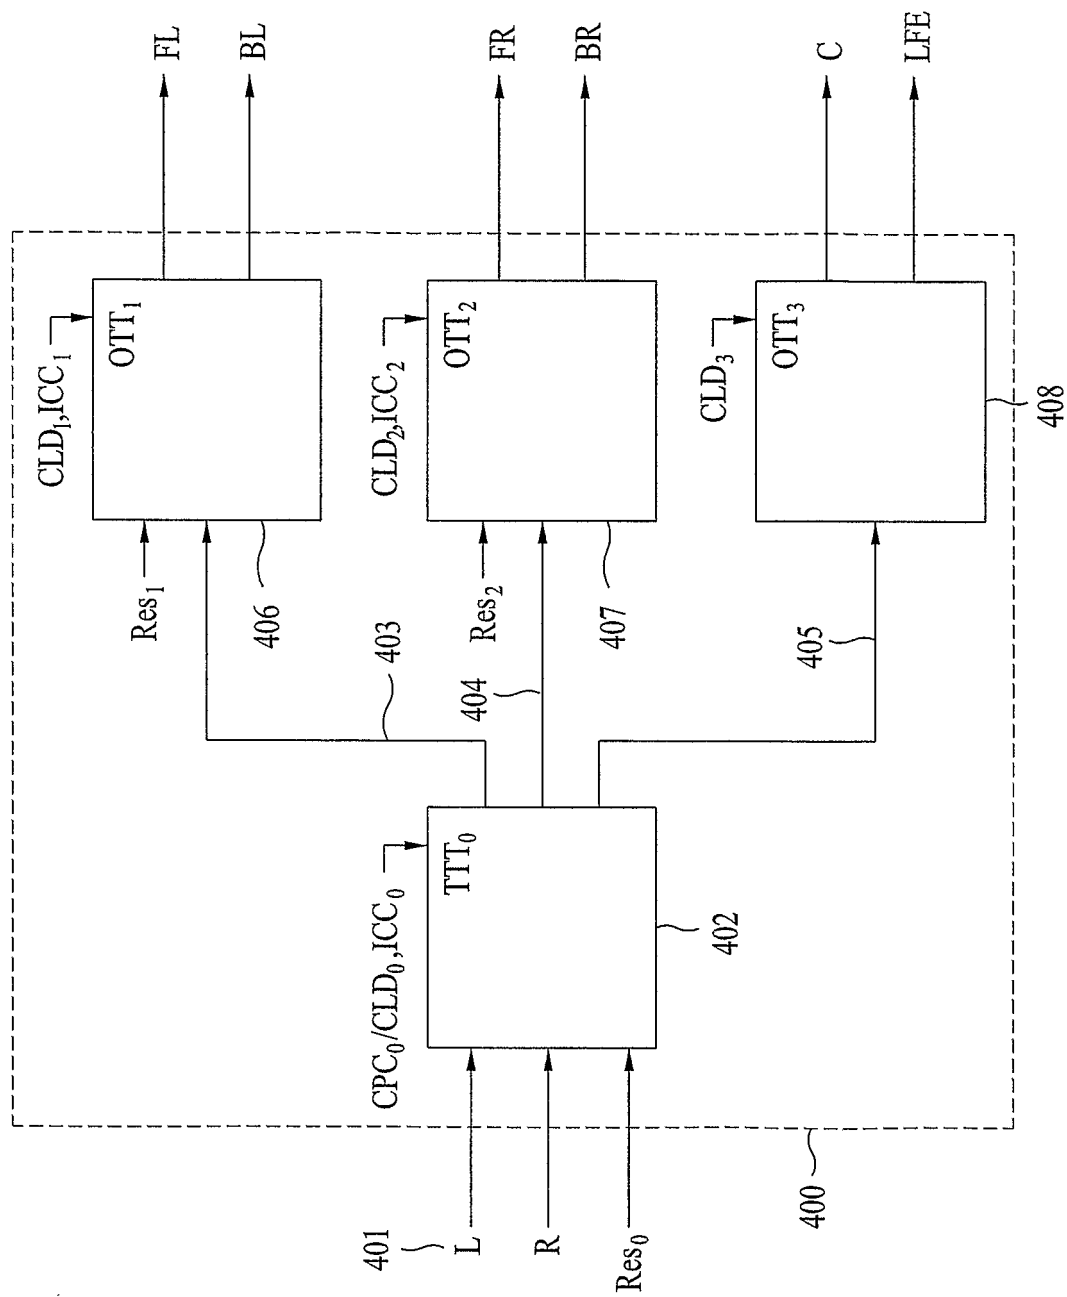 CLD1,ICC1
Res1
406
OTT1
FL
BL
403
CLD2,ICC2
Res2
407
OTT2
FR
BR
404
CPC0/CLD0,ICC0
TTT0
401
L
R
Res0
402
CLD3
405
OTT3
408
C
LFE
400